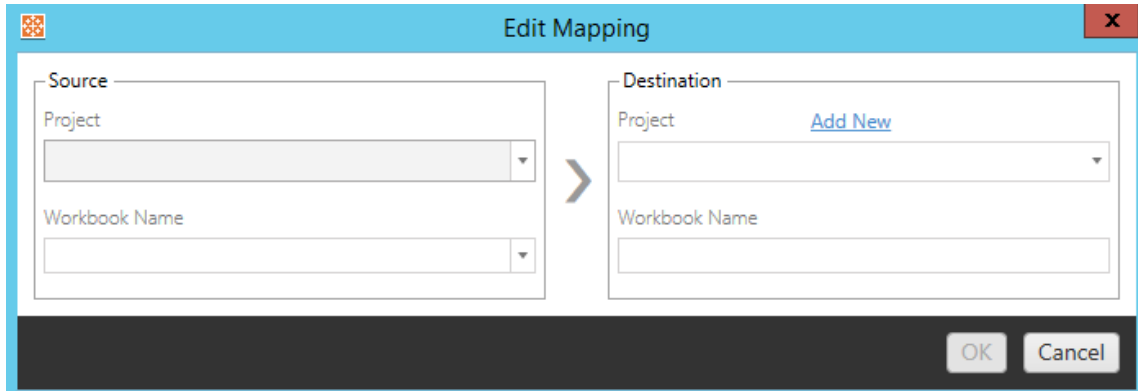 Edit Mapping
x
Source
Project
Workbook Name
Destination
Project Add New
Workbook Name
OK Cancel